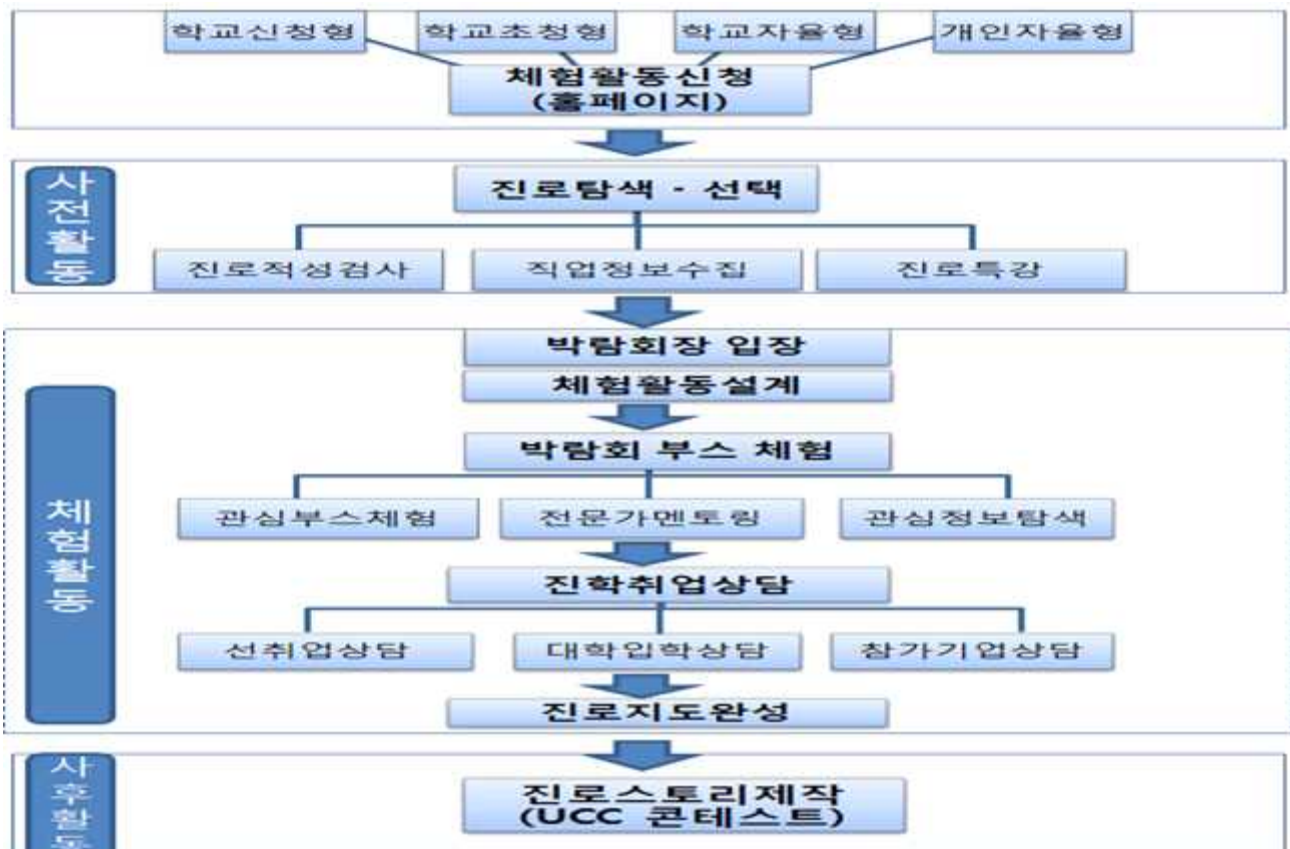 학교신청형 학교초청형 학교자율형 개인자율형
체험활동신청
(홈페이지)
사전활동
진로탐색 - 선택
진로적성검사 직업정보수집 진로특강
체험활동
박람회장 입장
체험활동설계
박람회 부스 체험
관심부스체험 전문가멘토링 관심정보탐색
진학취업상담
선취업상담 대학입학상담 참가기업상담
진로지도완성
사후활동
진로스토리제작
(UCC 콘테스트)